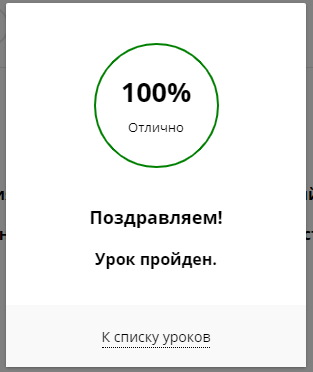 100%
Отлично
Поздравляем!
Урок пройден.
К списку уроков